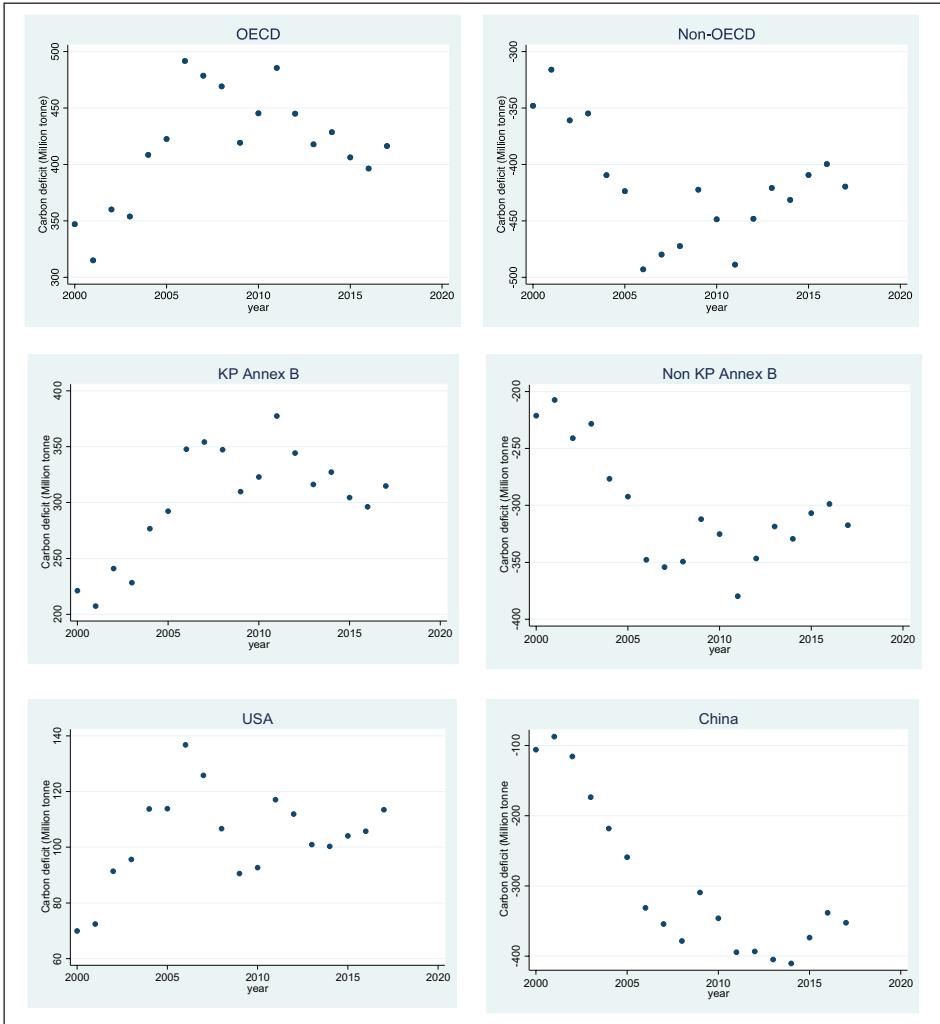 OECD
Carbon deficit (Million tonne)
500
450
400
350
300
2000 2005 2010 2015 2020
year
Non-OECD
Carbon deficit (Million tonne)
-300
-350
-400
-450
-500
2000 2005 2010 2015 2020
year
KP Annex B
Carbon deficit (Million tonne
400
350
300
250
200
2000 2005 2010 2015 2020
year
Non KP Annex B
Carbon deficit (Million tonne
-200
-250
-300
-350
-400
2000 2005 2010 2015 2020
year
USA
Carbon deficit (Million tonne
140
120
100
80
60
2000 2005 2010 2015 2020
year
China
Carbon deficit (Million tonne
-100
-200
-300
-400
2000 2005 2010 2015 2020
year